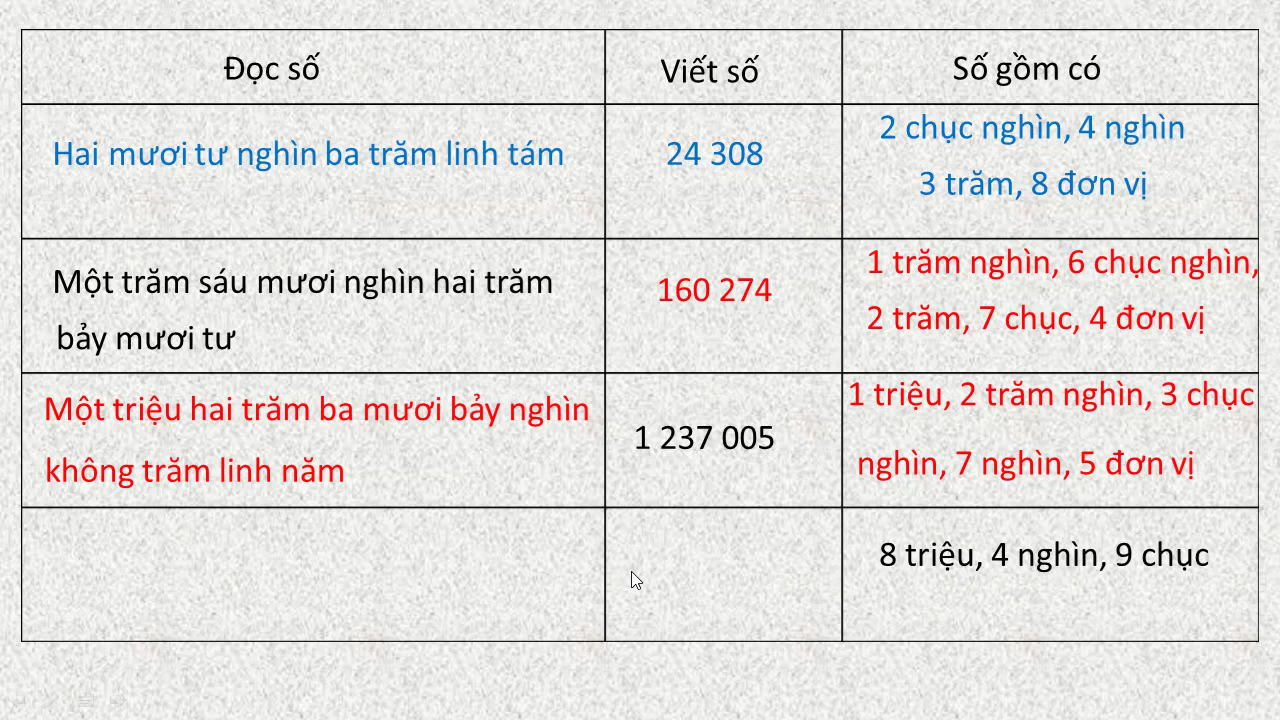 Đọc số
Viết số
Số gồm có
Hai mươi tư nghìn ba trăm linh tám
24 308
2 chục nghìn, 4 nghìn
3 trăm, 8 đơn vị
Một trăm sáu mươi nghìn hai trăm
bảy mươi tư
160 274
1 trăm nghìn, 6 chục nghìn,
2 trăm, 7 chục, 4 đơn vị
Một triệu hai trăm ba mươi bảy nghìn
không trăm linh năm
1 237 005
1 triệu, 2 trăm nghìn, 3 chục
nghìn, 7 nghìn, 5 đơn vị
8 triệu, 4 nghìn, 9 chục